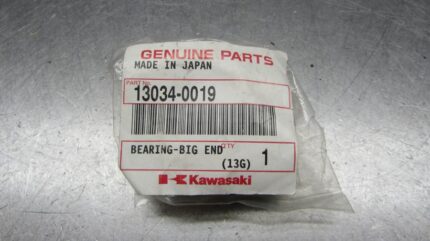 GENUINE PARTS
MADE IN JAPAN
PART No.
13034-0019
BEARING-BIG END
QTY
(13G) 1
Kawasaki